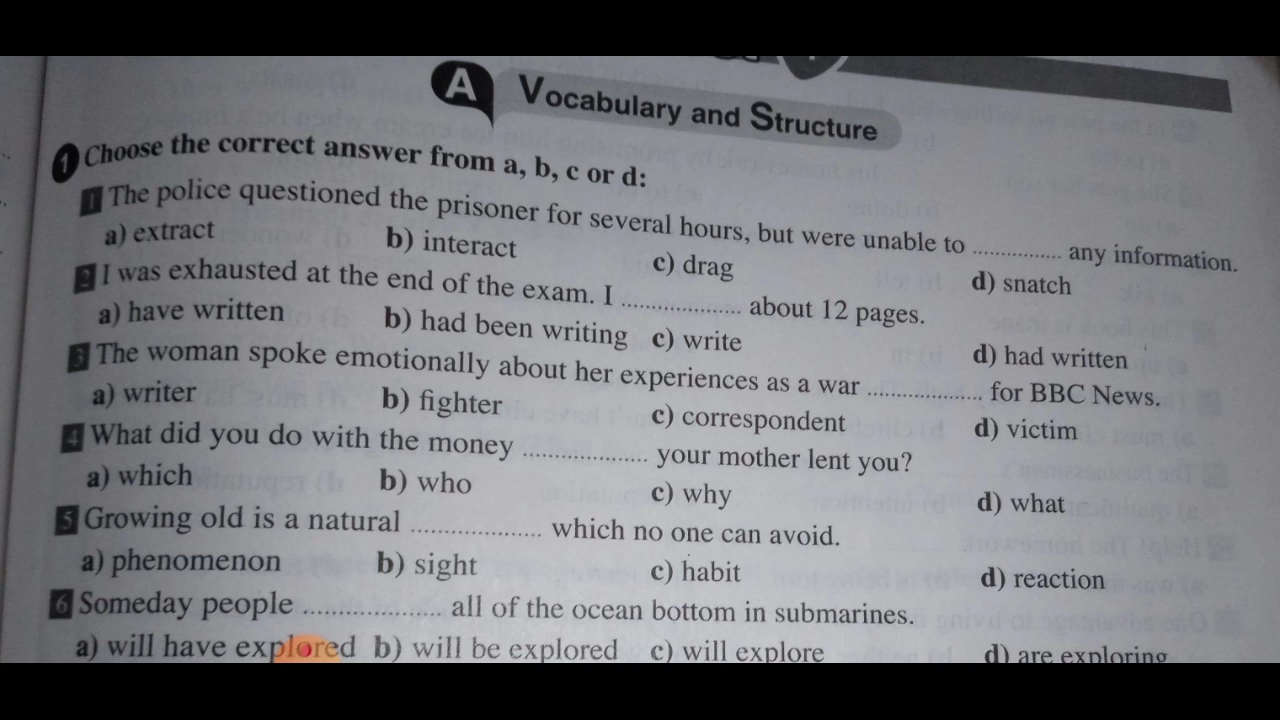 A Vocabulary and Structure
1 Choose the correct answer from a, b, c or d:
1 The police questioned the prisoner for several hours, but were unable to .............. any information.
a) extract b) interact c) drag d) snatch
2 I was exhausted at the end of the exam. I .................. about 12 pages.
a) have written b) had been writing c) write d) had written
3 The woman spoke emotionally about her experiences as a war ................. for BBC News.
a) writer b) fighter c) correspondent d) victim
4 What did you do with the money .................. your mother lent you?
a) which b) who c) why d) what
5 Growing old is a natural ................... which no one can avoid.
a) phenomenon b) sight c) habit d) reaction
6 Someday people .................... all of the ocean bottom in submarines.
a) will have explored b) will be explored c) will explore d) are exploring